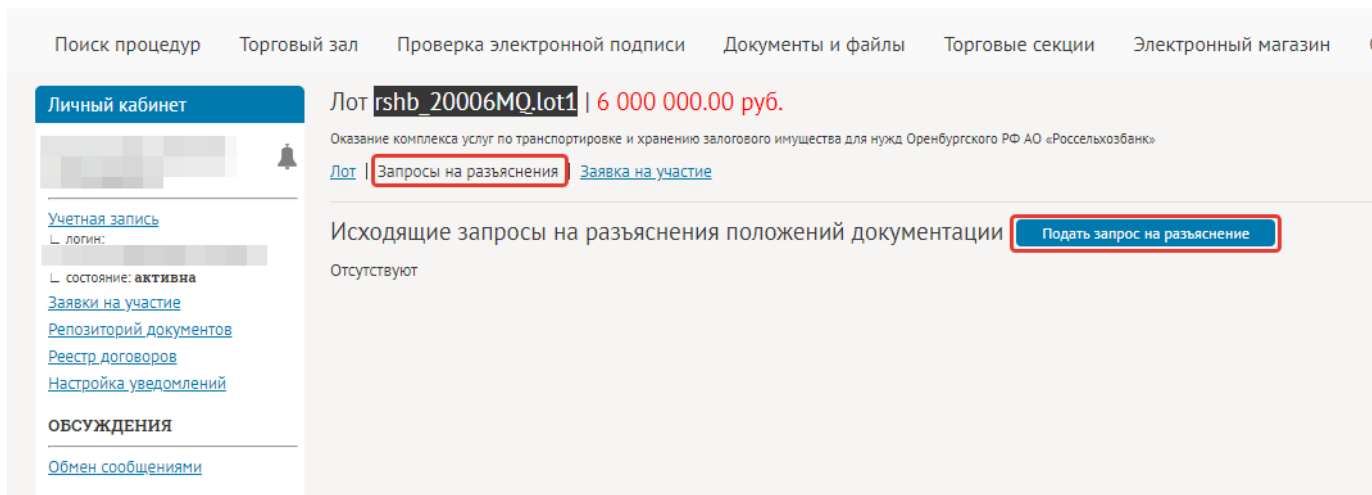 Поиск процедур Торговый зал Проверка электронной подписи Документы и файлы Торговые секции Электронный магазин
Личный кабинет
Учетная запись
∟ логин:
∟ состояние: активна
Заявки на участие
Репозиторий документов
Реестр договоров
Настройка уведомлений
ОБСУЖДЕНИЯ
Обмен сообщениями
Лот rshb_20006MQ.lot1 | 6 000 000.00 руб.
Оказание комплекса услуг по транспортировке и хранению залогового имущества для нужд Оренбургского РФ АО «Россельхозбанк»
Лот | Запросы на разъяснения | Заявка на участие
Исходящие запросы на разъяснения положений документации Подать запрос на разъяснение
Отсутствуют